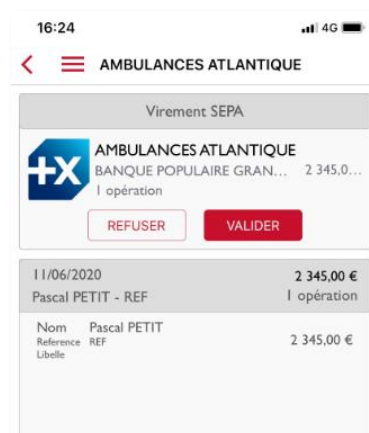 16:24 4G
AMBULANCES ATLANTIQUE
Virement SEPA
+X AMBULANCES ATLANTIQUE
BANQUE POPULAIRE GRAN... 2 345,0...
1 opération
REFUSER VALIDER
11/06/2020 2 345,00 €
Pascal PETIT - REF 1 opération
Nom Pascal PETIT
Reference REF 2 345,00 €
Libelle